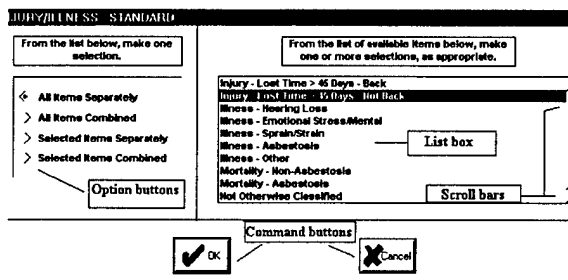 JURY/ILLNESS STANDARD
From the list below, make one
selection.
All Items Separately
All Items Combined
Selected Items Separately
Selected Items Combined
Option buttons
From the list of available items below, make
one or more selections, as appropriate.
Injury - Lost Time > 45 Days - Back
Injury - Lost Time > 45 Days - Not Back
Illness - Hearing Loss
Illness - Emotional Stress/Mental
Illness - Sprain/Strain
Illness - Asbestosis
Illness - Other
Mortality - Non-Asbestosis
Mortality - Asbestosis
Not Otherwise Classified
List box
Scroll bars
Command buttons
OK
Cancel